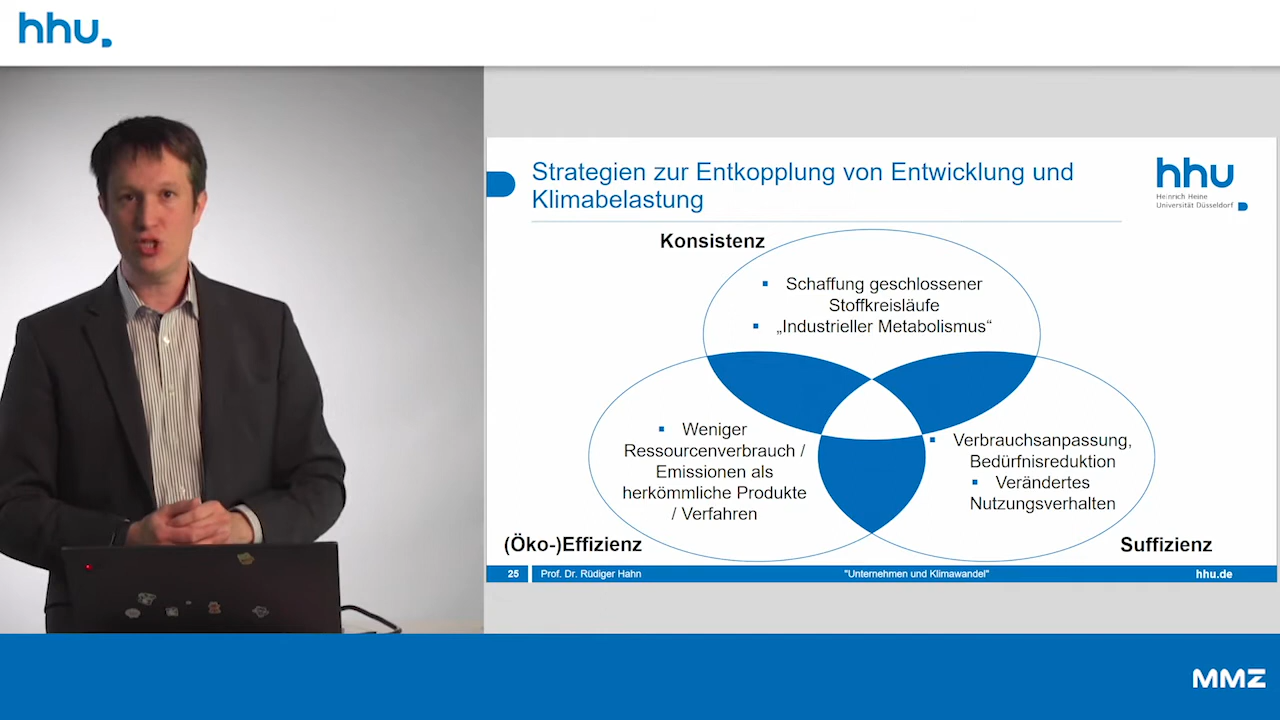 hhu.
Strategien zur Entkopplung von Entwicklung und
Klimabelastung
hhu
Heinrich Heine
Universität Düsseldorf
Konsistenz
Schaffung geschlossener
Stoffkreisläufe
„Industrieller Metabolismus“
Weniger
Ressourcenverbrauch /
Emissionen als
herkömmliche Produkte
/ Verfahren
Verbrauchsanpassung,
Bedürfnisreduktion
Verändertes
Nutzungsverhalten
(Öko-)Effizienz
Suffizienz
25 Prof. Dr. Rüdiger Hahn "Unternehmen und Klimawandel" hhu.de
MMZ